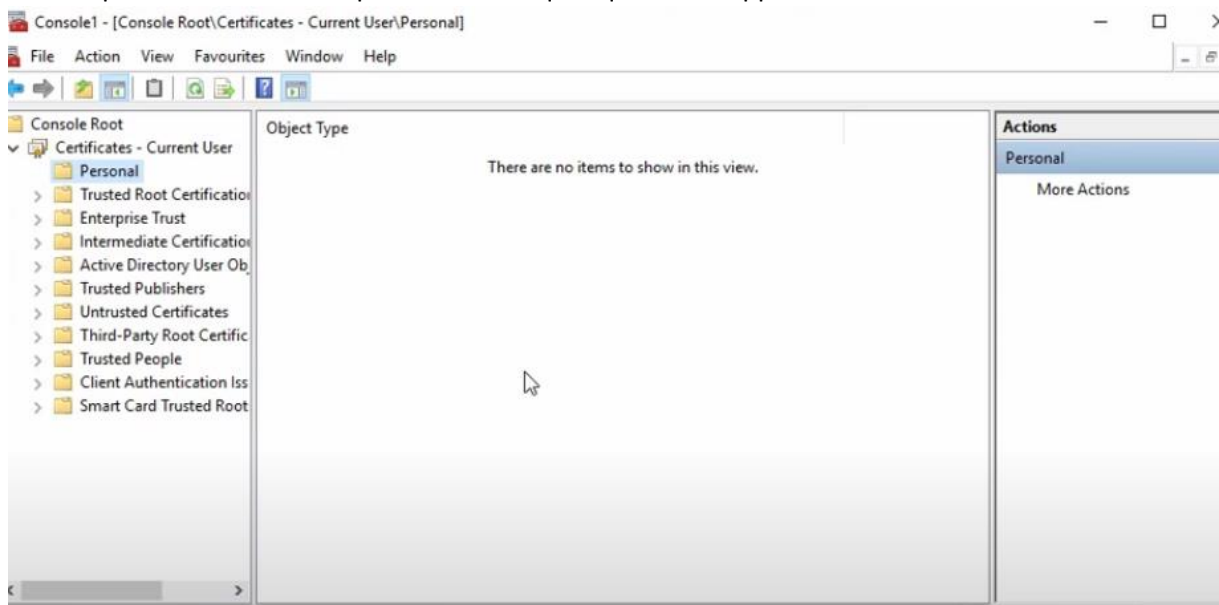 Console1 - [Console Root\Certificates - Current User\Personal]
File Action View Favourites Window Help
Console Root
Certificates - Current User
Personal
Trusted Root Certification
Enterprise Trust
Intermediate Certification
Active Directory User Ob
Trusted Publishers
Untrusted Certificates
Third-Party Root Certific
Trusted People
Client Authentication Iss
Smart Card Trusted Root
Object Type
There are no items to show in this view.
Actions
Personal
More Actions